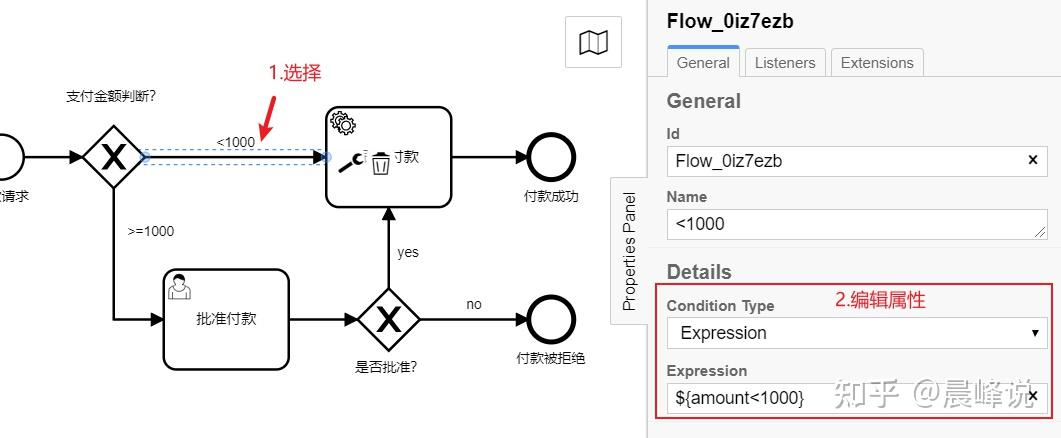 1.选择
支付金额判断?
<1000
付款
请求
付款成功
>=1000
yes
批准付款
no
是否批准?
付款被拒绝
Properties Panel
Flow_0iz7ezb
General
Listeners
Extensions
General
Id
Flow_0iz7ezb
Name
<1000
Details
2.编辑属性
Condition Type
Expression
Expression
${amount<1000}
知乎 @晨峰说